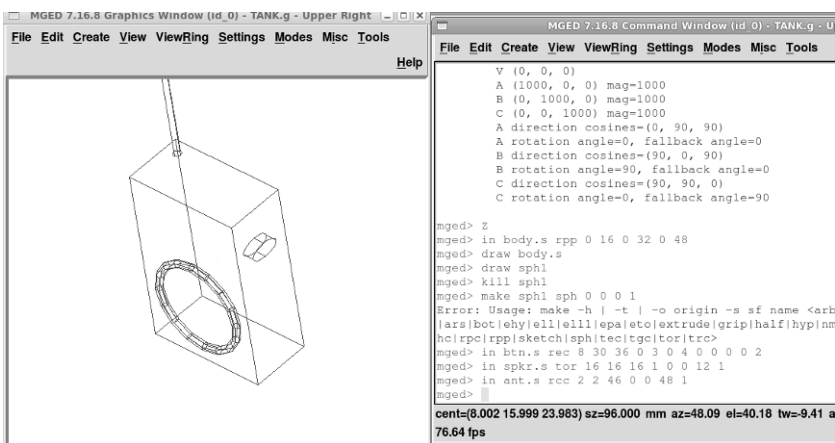 MGED 7.16.8 Graphics Window (id_0) - TANK.g - Upper Right
File Edit Create View ViewRing Settings Modes Misc Tools
Help
MGED 7.16.8 Command Window (id_0) - TANK.g - U
File Edit Create View ViewRing Settings Modes Misc Tools
V (0, 0, 0)
A (1000, 0, 0) mag=1000
B (0, 1000, 0) mag=1000
C (0, 0, 1000) mag=1000
A direction cosines=(0, 90, 90)
A rotation angle=0, fallback angle=0
B direction cosines=(90, 0, 90)
B rotation angle=90, fallback angle=0
C direction cosines=(90, 90, 0)
C rotation angle=0, fallback angle=90
mged> Z
mged> in body.s rpp 0 16 0 32 0 48
mged> draw body.s
mged> draw sph1
mged> kill sph1
mged> make sph1 sph 0 0 0 1
Error: Usage: make -h | -t | -o origin -s sf name <arb
|ars|bot|ehy|ell|ell1|epa|eto|extrude|grip|half|hyp|nm
hc|rpc|rpp|sketch|sph|tec|tgc|tor|trc>
mged> in btn.s rec 8 30 36 0 3 0 4 0 0 0 0 2
mged> in spkr.s tor 16 16 16 1 0 0 12 1
mged> in ant.s rcc 2 2 46 0 0 48 1
mged>
cent=(8.002 15.999 23.983) sz=96.000 mm az=48.09 el=40.18 tw=-9.41 a
76.64 fps